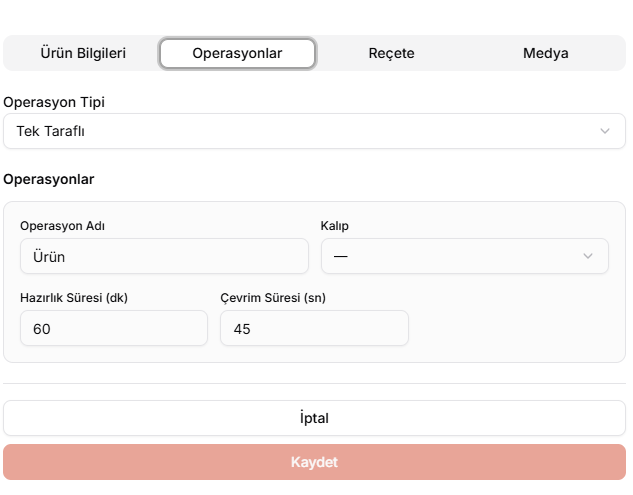 Ürün Bilgileri Operasyonlar Reçete Medya
Operasyon Tipi
Tek Taraflı
Operasyonlar
Operasyon Adı Kalıp
Ürün —
Hazırlık Süresi (dk) Çevrim Süresi (sn)
60 45
İptal
Kaydet